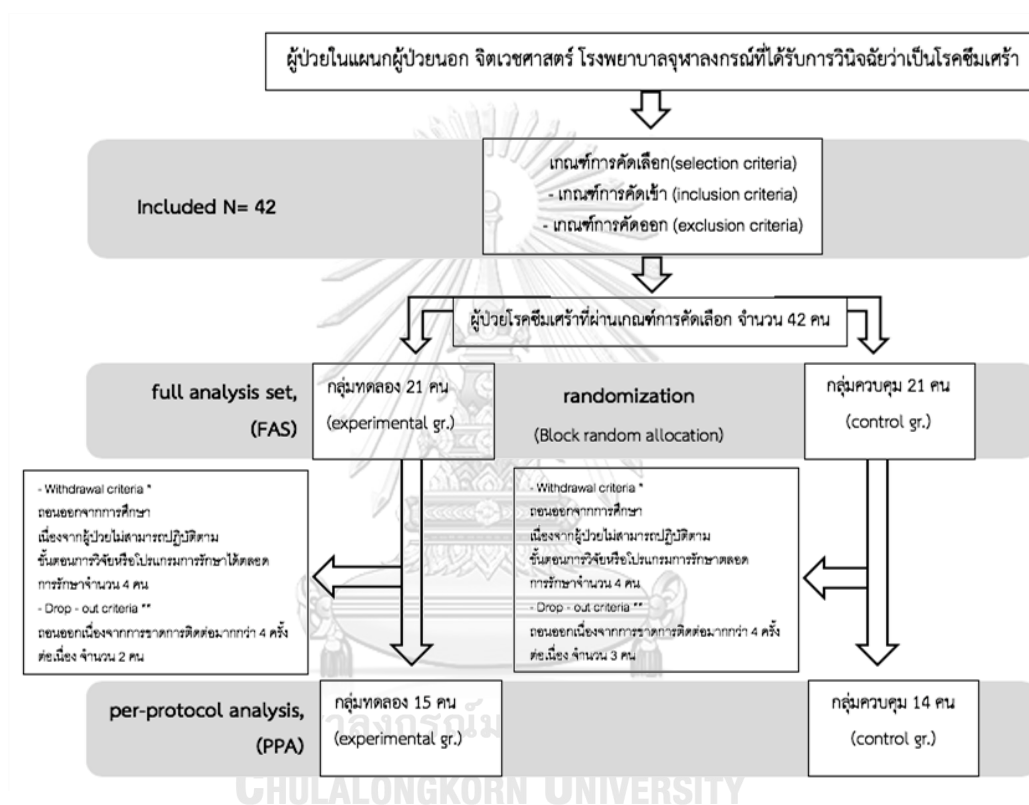 ผู้ป่วยในแผนกผู้ป่วยนอก จิตเวชศาสตร์ โรงพยาบาลจุฬาลงกรณ์ที่ได้รับการวินิจฉัยว่าเป็นโรคซึมเศร้า
Included N= 42
เกณฑ์การคัดเลือก(selection criteria)
- เกณฑ์การคัดเข้า (inclusion criteria)
- เกณฑ์การคัดออก (exclusion criteria)
ผู้ป่วยโรคซึมเศร้าที่ผ่านเกณฑ์การคัดเลือก จำนวน 42 คน
full analysis set,
(FAS)
กลุ่มทดลอง 21 คน
(experimental gr.)
randomization
(Block random allocation)
กลุ่มควบคุม 21 คน
(control gr.)
- Withdrawal criteria *
ถอนออกจากการศึกษา
เนื่องจากผู้ป่วยไม่สามารถปฏิบัติตาม
ขั้นตอนการวิจัยหรือโปรแกรมการรักษาได้ตลอด
การรักษาจำนวน 4 คน
- Drop - out criteria **
ถอนออกเนื่องจากการขาดการติดต่อมากกว่า 4 ครั้ง
ต่อเนื่อง จำนวน 2 คน
- Withdrawal criteria *
ถอนออกจากการศึกษา
เนื่องจากผู้ป่วยไม่สามารถปฏิบัติตาม
ขั้นตอนการวิจัยหรือโปรแกรมการรักษาตลอด
การรักษาจำนวน 4 คน
- Drop - out criteria **
ถอนออกเนื่องจากการขาดการติดต่อมากกว่า 4 ครั้ง
ต่อเนื่อง จำนวน 3 คน
per-protocol analysis,
(PPA)
กลุ่มทดลอง 15 คน
(experimental gr.)
กลุ่มควบคุม 14 คน
(control gr.)
CHULALONGKORN UNIVERSITY